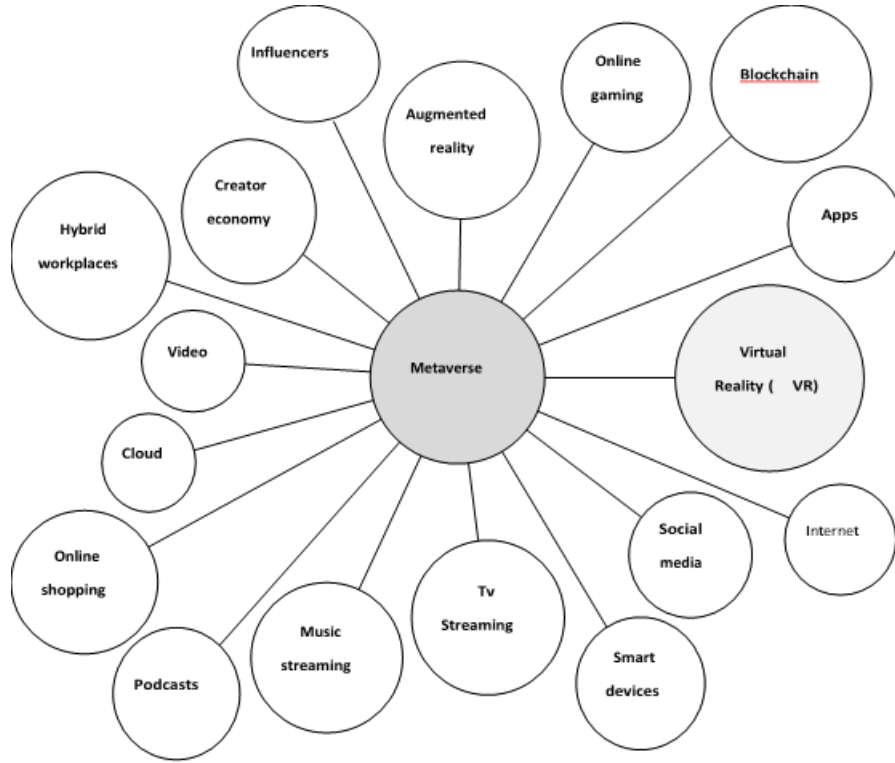 Influencers
Augmented
reality
Online
gaming
Blockchain
Creator
economy
Hybrid
workplaces
Apps
Video
Metaverse
Virtual
Reality ( VR)
Cloud
Online
shopping
Podcasts
Music
streaming
Tv
Streaming
Smart
devices
Social
media
Internet